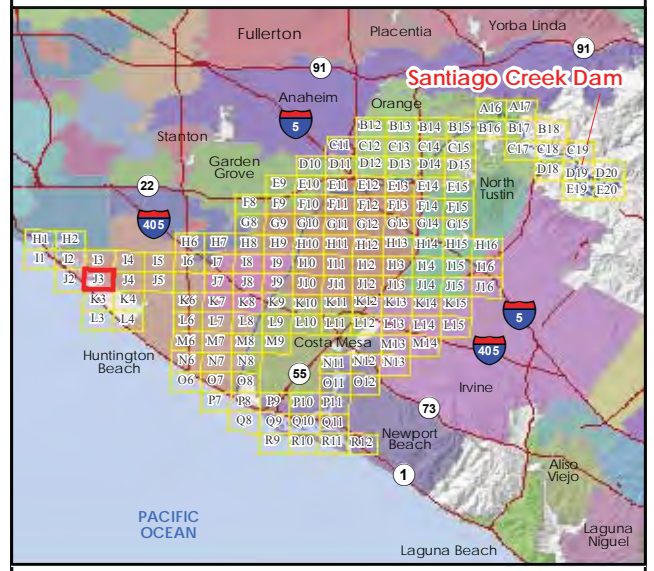 Yorba Linda
Fullerton
Placentia
91
91
Santiago Creek Dam
Anaheim
Orange
A16 A17
5
B12 B13 B14 B15 B16 B17 B18
Stanton
C11 C12 C13 C14 C15 C17 C18 C19
Garden
Grove
D10 D11 D12 D13 D14 D15 D18 D19 D20
22
E9 E10 E11 E12 E13 E14 E15 E19 E20
North
Tustin
F8 F9 F10 F11 F12 F13 F14 F15
405
G8 G9 G10 G11 G12 G13 G14 G15
H1 H2 H6 H7 H8 H9 H10 H11 H12 H13 H14 H15 H16
I1 I2 I3 I4 I5 I6 I7 I8 I9 I10 I11 I12 I13 I14 I15 I16
J2 J3 J4 J5 J7 J8 J9 J10 J11 J12 J13 J14 J15 J16
K3 K4 K6 K7 K8 K9 K10 K11 K12 K13 K14 K15
5
L3 L4 L6 L7 L8 L9 L10 L11 L12 L13 L14 L15
M6 M7 M8 M9 Costa Mesa M13 M14
405
Huntington
Beach
N6 N7 N8 N11 N12 N13
55
O6 O7 O8 O11 O12
Irvine
P7 P8 P9 P10 P11
73
Q8 Q9 Q10 Q11
Newport
Beach
R9 R10 R11 R12
1
Aliso
Viejo
PACIFIC
OCEAN
Laguna
Niguel
Laguna Beach